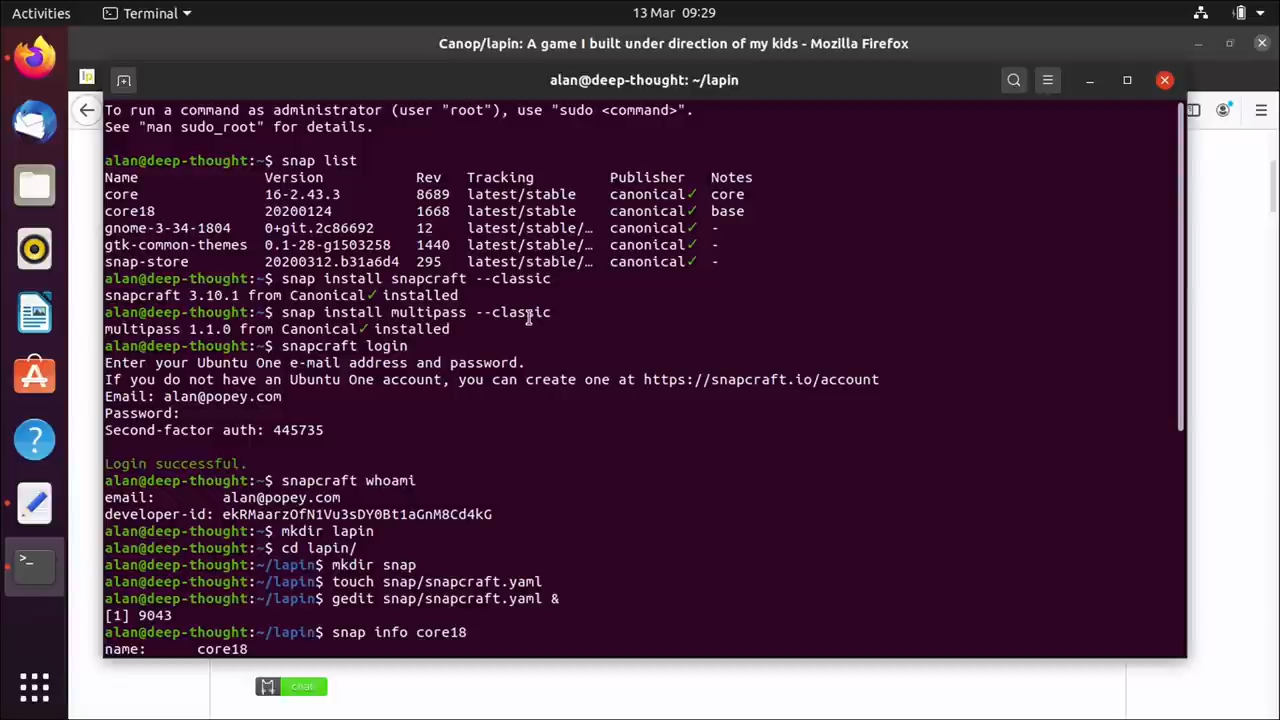 Activities
Terminal
13 Mar 09:29
Canop/lapin: A game I built under direction of my kids - Mozilla Firefox
lp
alan@deep-thought: ~/lapin
To run a command as administrator (user "root"), use "sudo <command>".
See "man sudo_root" for details.
alan@deep-thought:~$ snap list
Name Version Rev Tracking Publisher Notes
core 16-2.43.3 8689 latest/stable canonical✓ core
core18 20200124 1668 latest/stable canonical✓ base
gnome-3-34-1804 0+git.2c86692 12 latest/stable/… canonical✓ -
gtk-common-themes 0.1-28-g1503258 1440 latest/stable/… canonical✓ -
snap-store 20200312.b31a6d4 295 latest/stable/… canonical✓ -
alan@deep-thought:~$ snap install snapcraft --classic
snapcraft 3.10.1 from Canonical✓ installed
alan@deep-thought:~$ snap install multipass --classic
multipass 1.1.0 from Canonical✓ installed
alan@deep-thought:~$ snapcraft login
Enter your Ubuntu One e-mail address and password.
If you do not have an Ubuntu One account, you can create one at https://snapcraft.io/account
Email: alan@popey.com
Password:
Second-factor auth: 445735
Login successful.
alan@deep-thought:~$ snapcraft whoami
email: alan@popey.com
developer-id: ekRMaarzOfN1Vu3sDY0Bt1aGnM8Cd4kG
alan@deep-thought:~$ mkdir lapin
alan@deep-thought:~$ cd lapin/
alan@deep-thought:~/lapin$ mkdir snap
alan@deep-thought:~/lapin$ touch snap/snapcraft.yaml
alan@deep-thought:~/lapin$ gedit snap/snapcraft.yaml &
[1] 9043
alan@deep-thought:~/lapin$ snap info core18
name: core18
chat